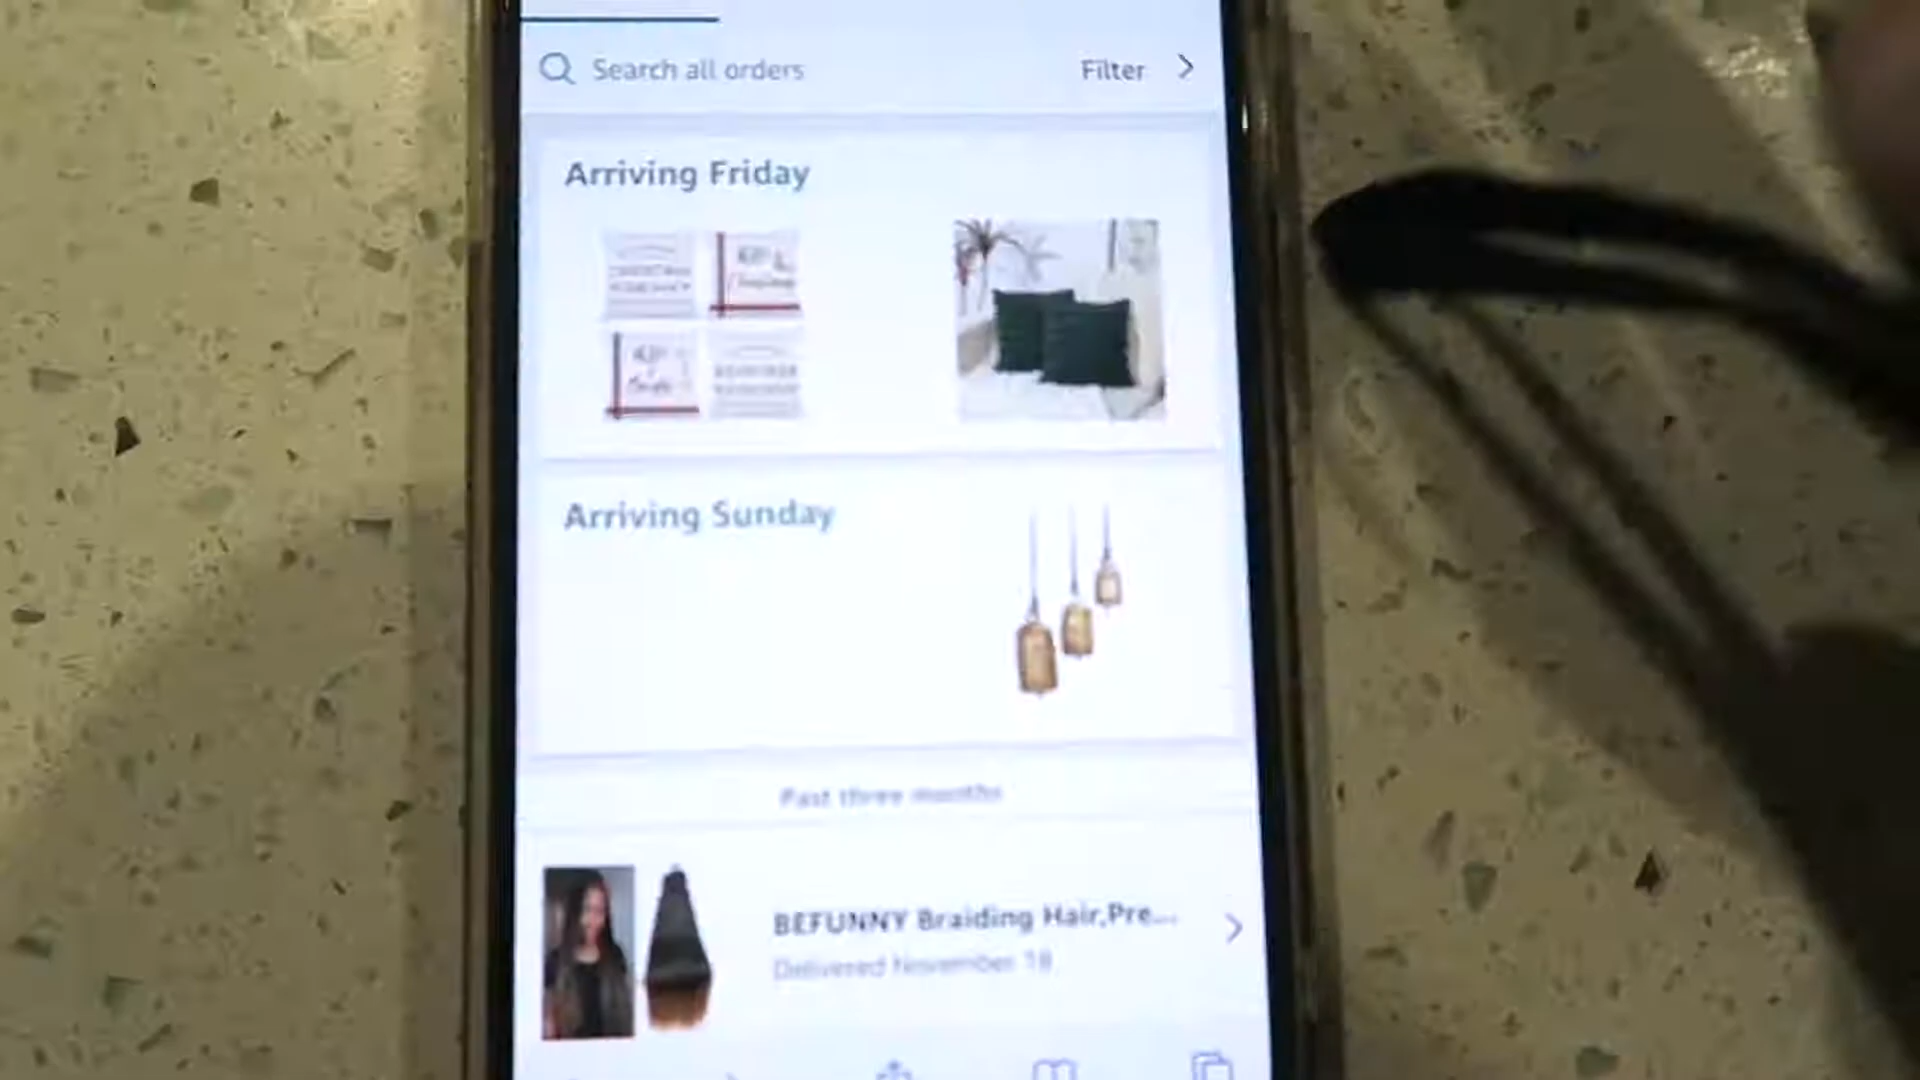 Search all orders
Filter
Arriving Friday
Arriving Sunday
Past three months
BEFUNNY Braiding Hair,Pre...
Delivered November 18